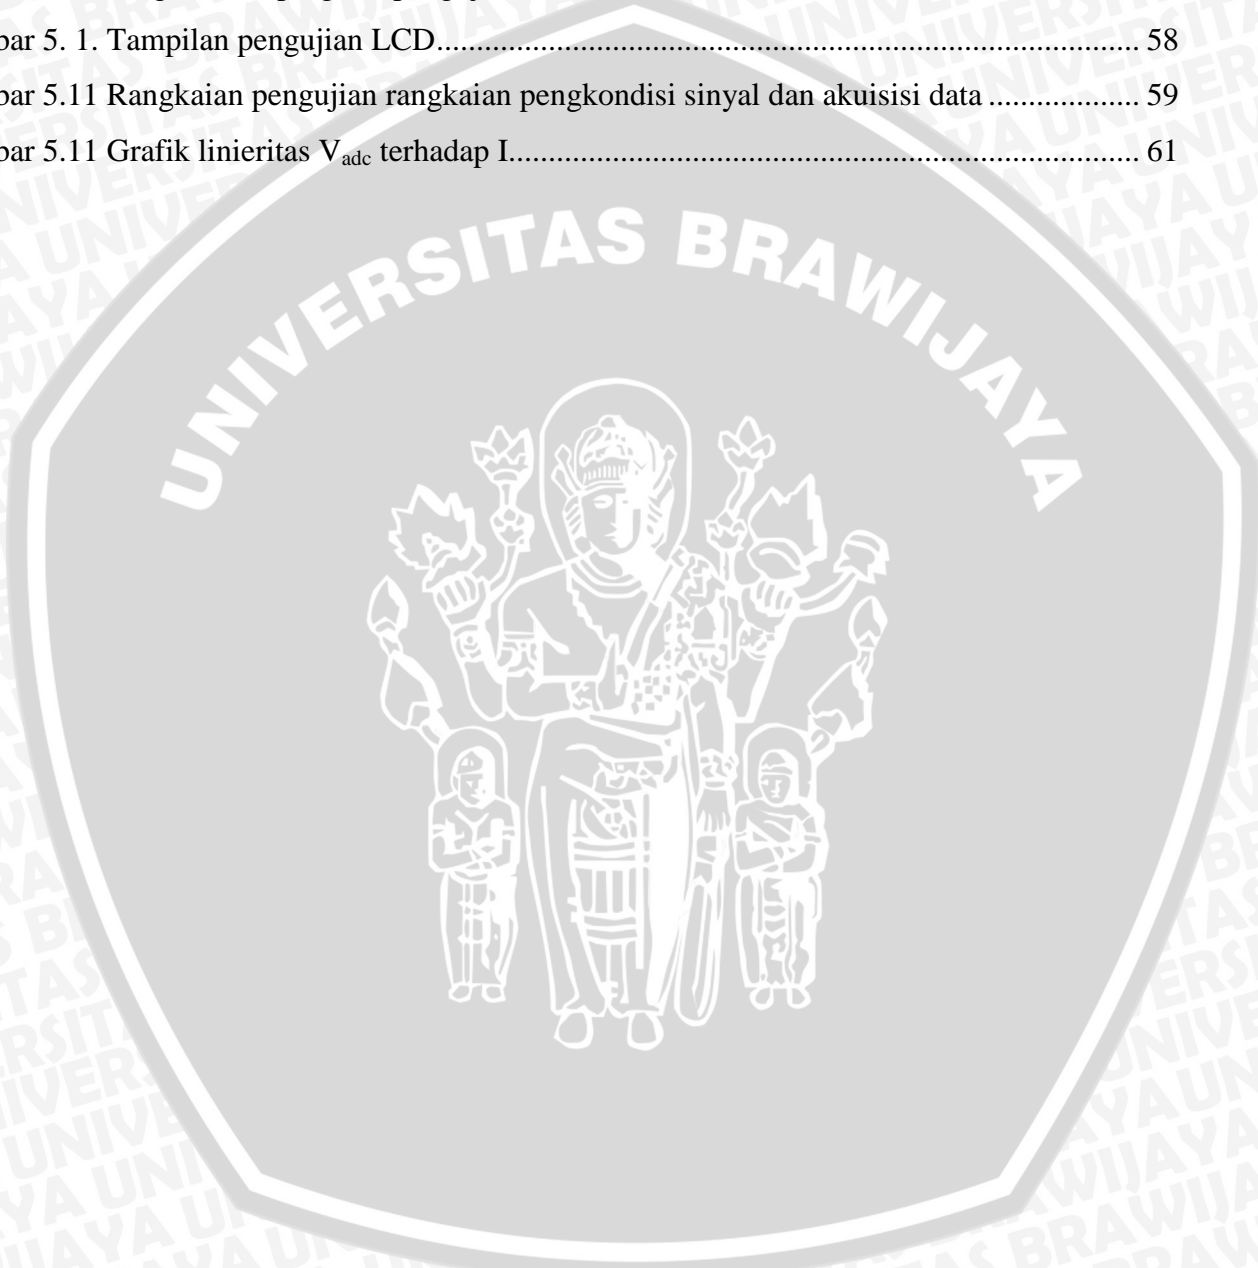 bar 5. 1. Tampilan pengujian LCD.......................................................................................... 58
bar 5.11 Rangkaian pengujian rangkaian pengkondisi sinyal dan akuisisi data ................... 59
bar 5.11 Grafik linieritas Vadc terhadap I................................................................................. 61
UNIVERSITAS BRAWIJAYA